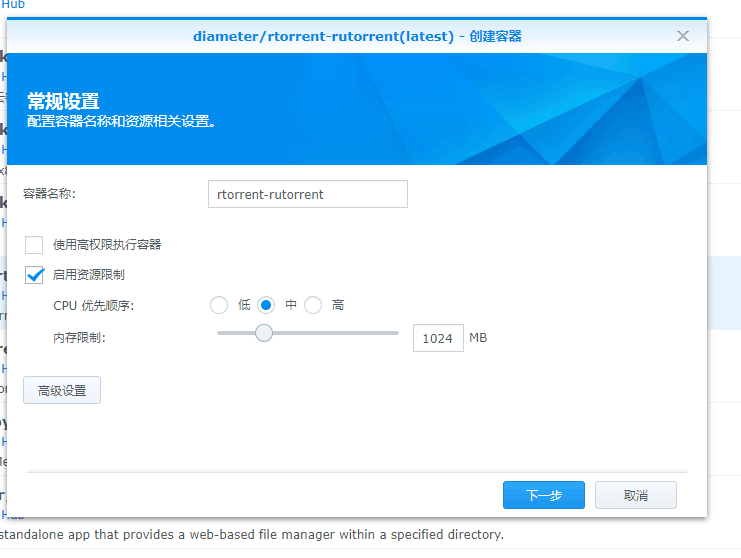 Hub
diameter/rtorrent-rutorrent(latest) - 创建容器
常规设置
配置容器名称和资源相关设置。
容器名称:
rtorrent-rutorrent
使用高权限执行容器
启用资源限制
CPU 优先顺序:
低 中 高
内存限制:
1024 MB
高级设置
下一步 取消
standalone app that provides a web-based file manager within a specified directory.